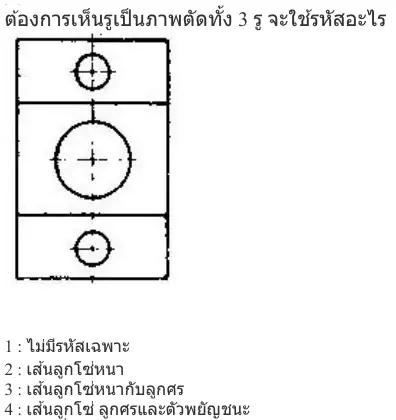 ต้องการเห็นรูเป็นภาพตัดทั้ง 3 รู จะใช้รหัสอะไร
1 : ไม่มีรหัสเฉพาะ
2 : เส้นลูกโซ่หนา
3 : เส้นลูกโซ่หนากับลูกศร
4 : เส้นลูกโซ่ ลูกศรและตัวพยัญชนะ